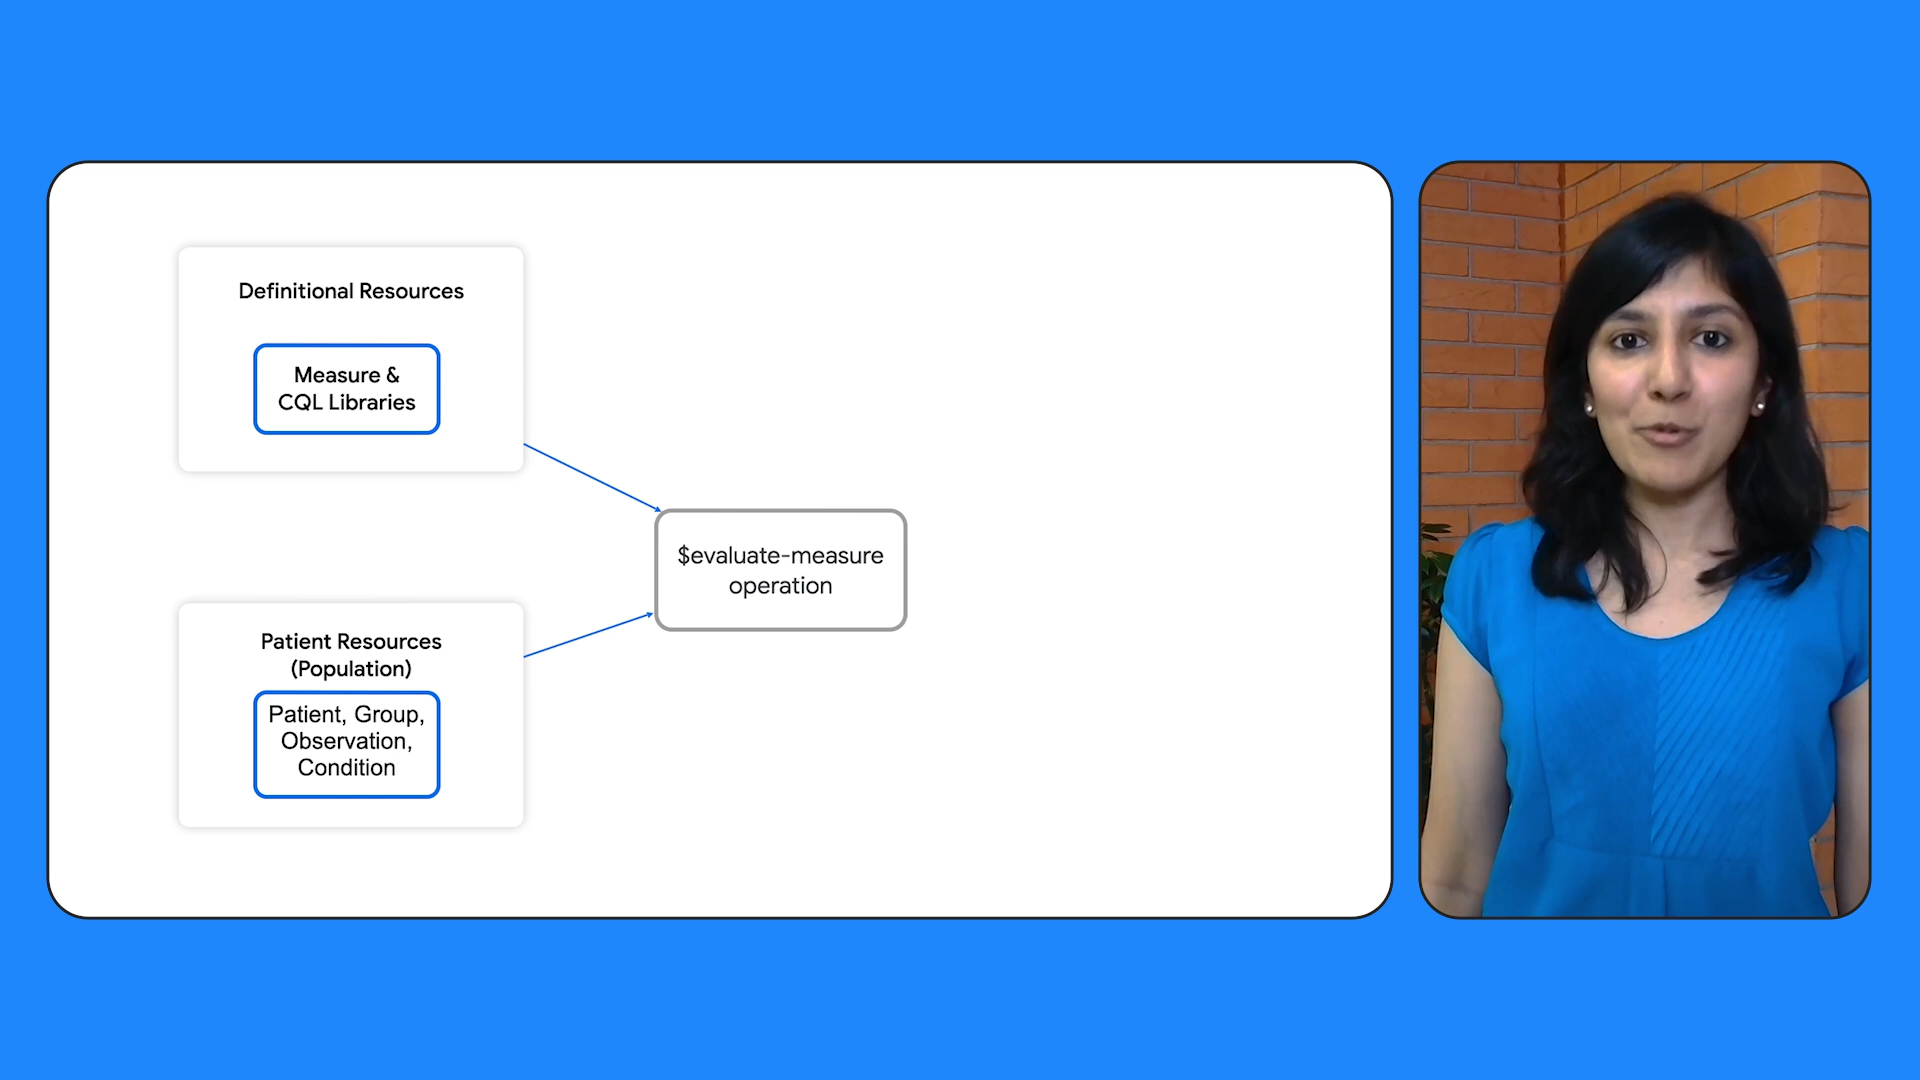 Definitional Resources
Measure &
CQL Libraries
$evaluate-measure
operation
Patient Resources
(Population)
Patient, Group,
Observation,
Condition